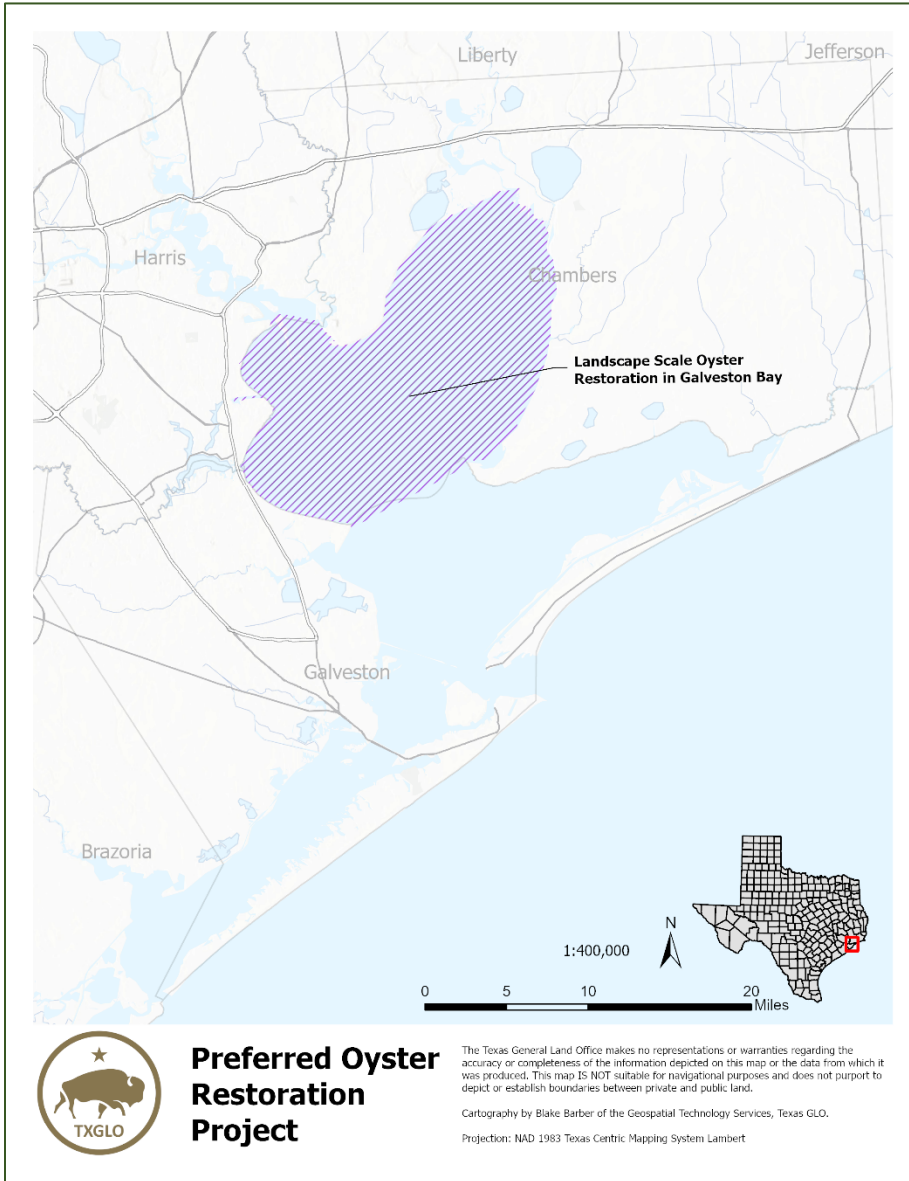 Liberty
Jefferson
Harris
Chambers
Landscape Scale Oyster
Restoration in Galveston Bay
Galveston
Brazoria
N
1:400,000
0 5 10 20
Miles
TXGLO
Preferred Oyster
Restoration
Project
The Texas General Land Office makes no representations or warranties regarding the
accuracy or completeness of the information depicted on this map or the data from which it
was produced. This map IS NOT suitable for navigational purposes and does not purport to
depict or establish boundaries between private and public land.
Cartography by Blake Barber of the Geospatial Technology Services, Texas GLO.
Projection: NAD 1983 Texas Centric Mapping System Lambert